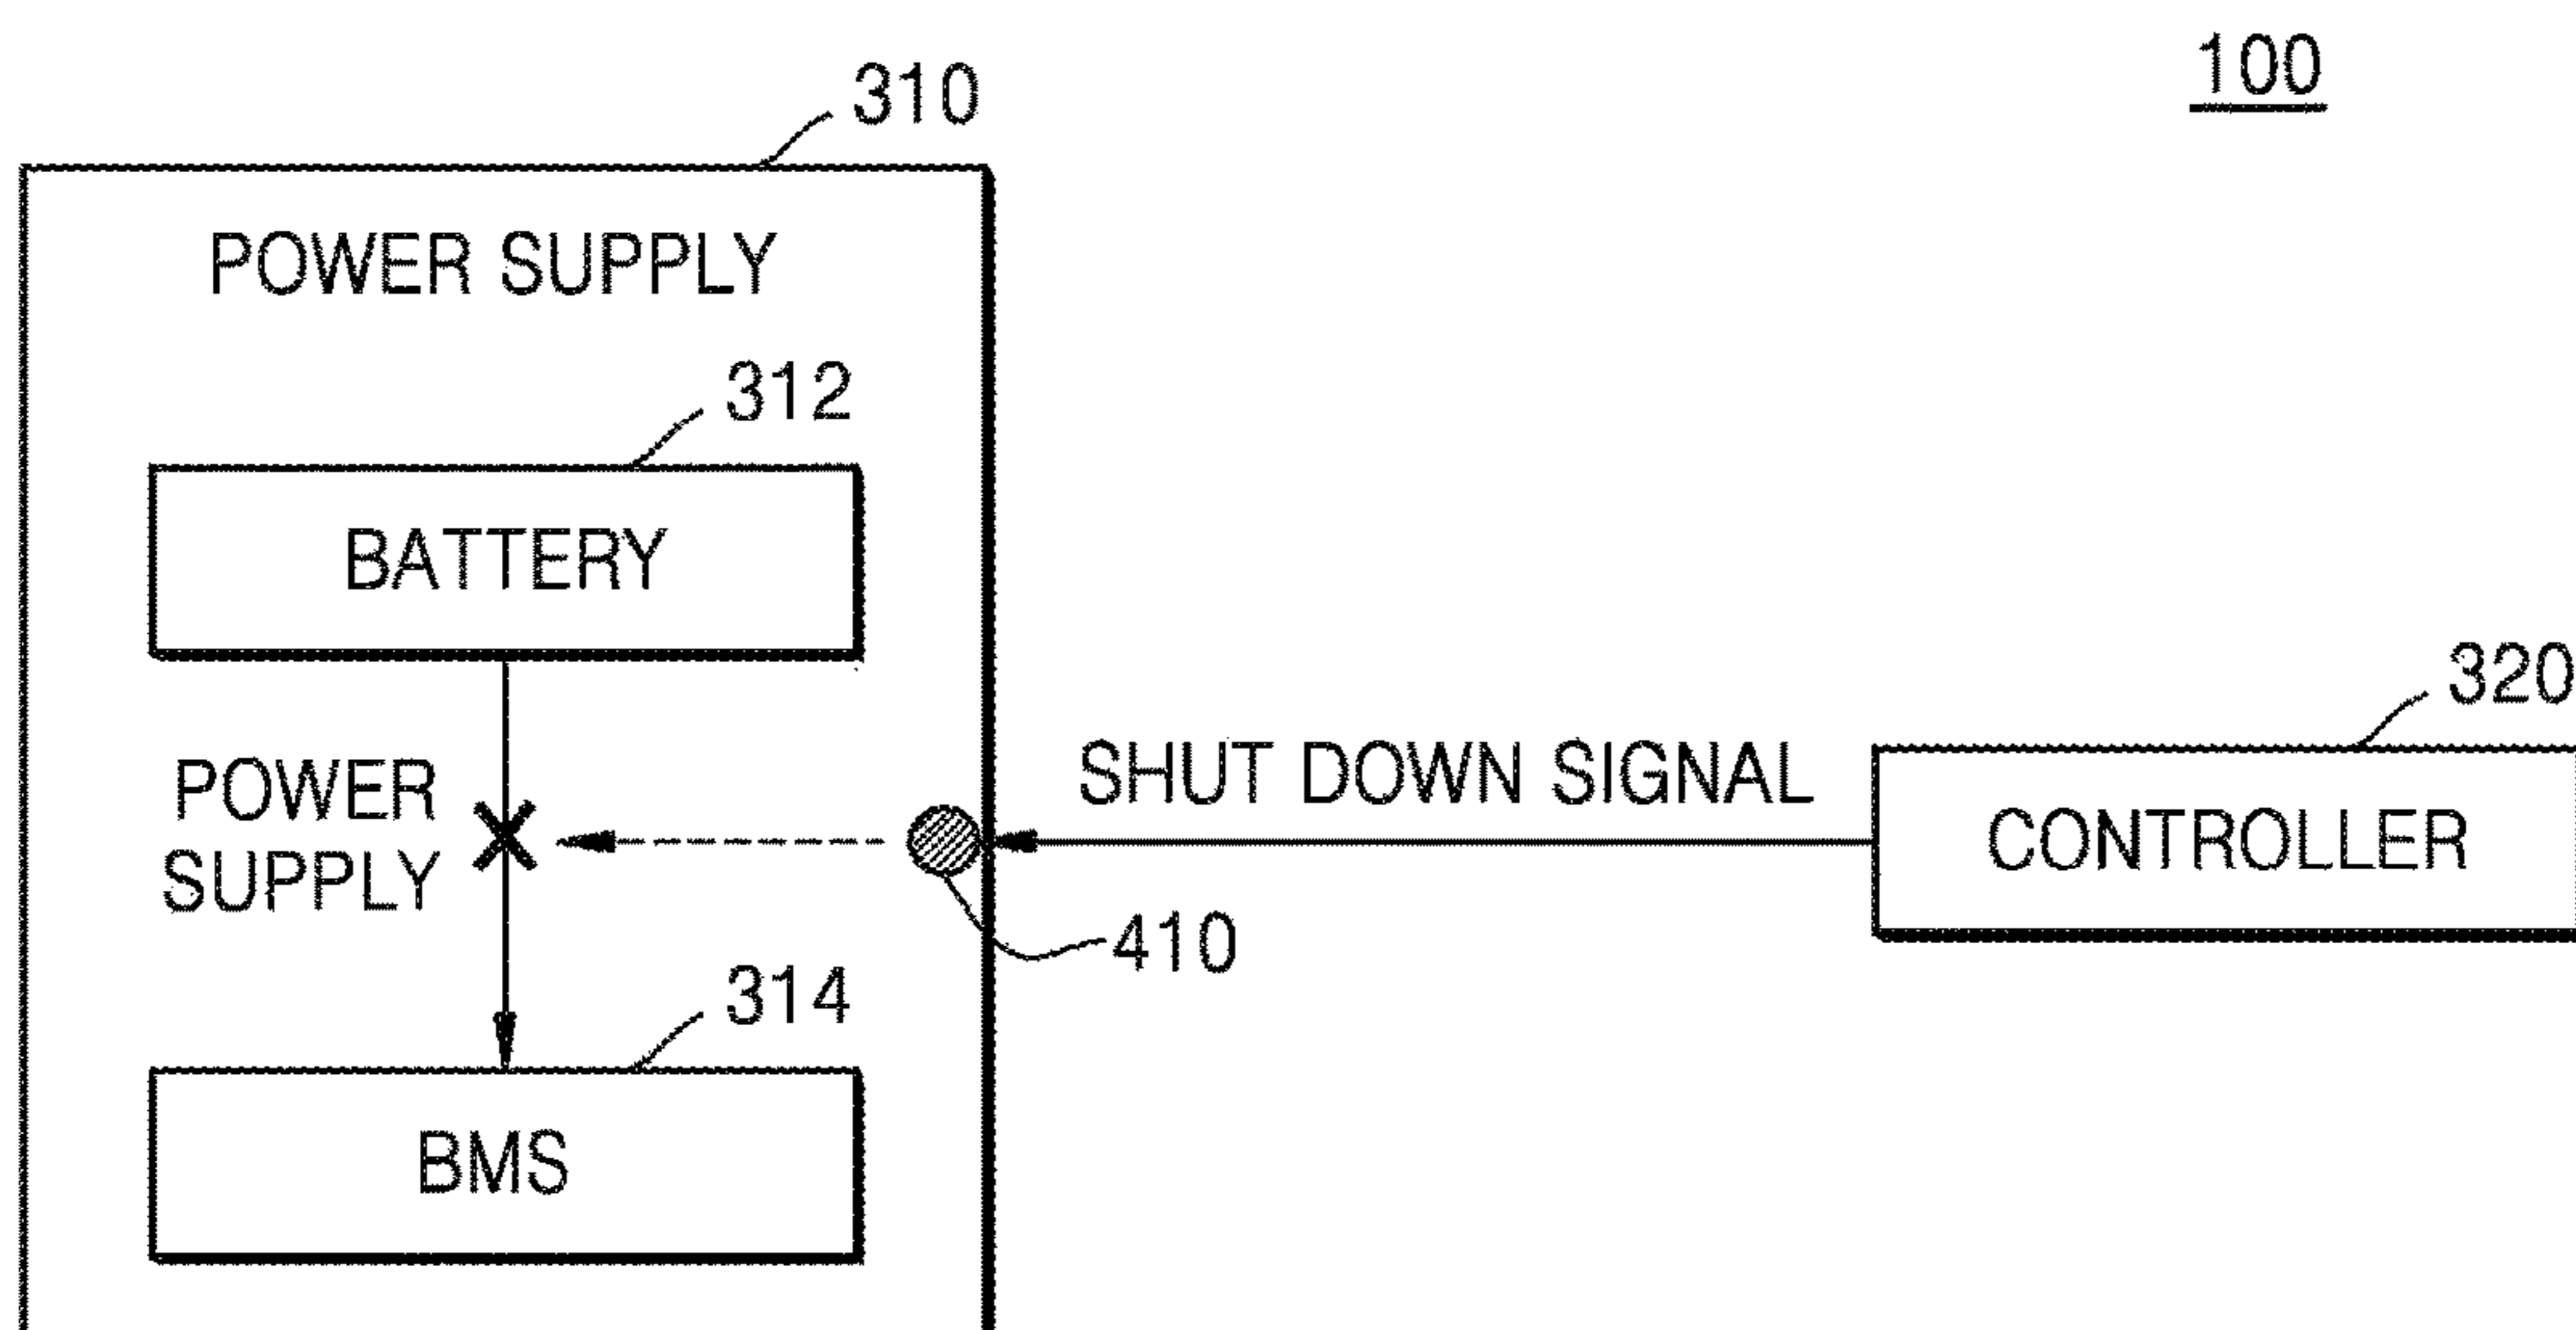 100
310
POWER SUPPLY
312
BATTERY
320
POWER
SUPPLY
SHUT DOWN SIGNAL
CONTROLLER
410
314
BMS